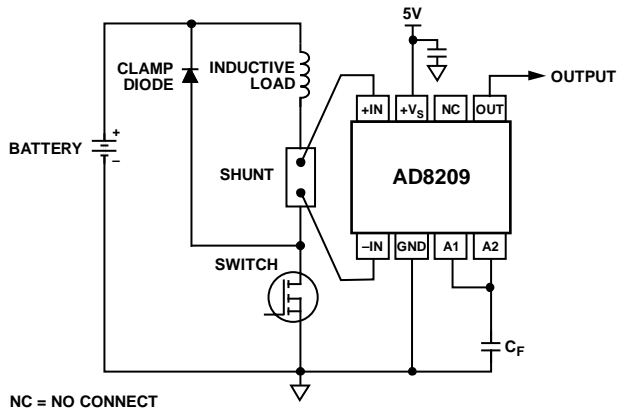 5V
CLAMP
DIODE
INDUCTIVE
LOAD
OUTPUT
+IN
+VS
NC
OUT
BATTERY
+
–
SHUNT
AD8209
–IN
GND
A1
A2
SWITCH
CF
NC = NO CONNECT